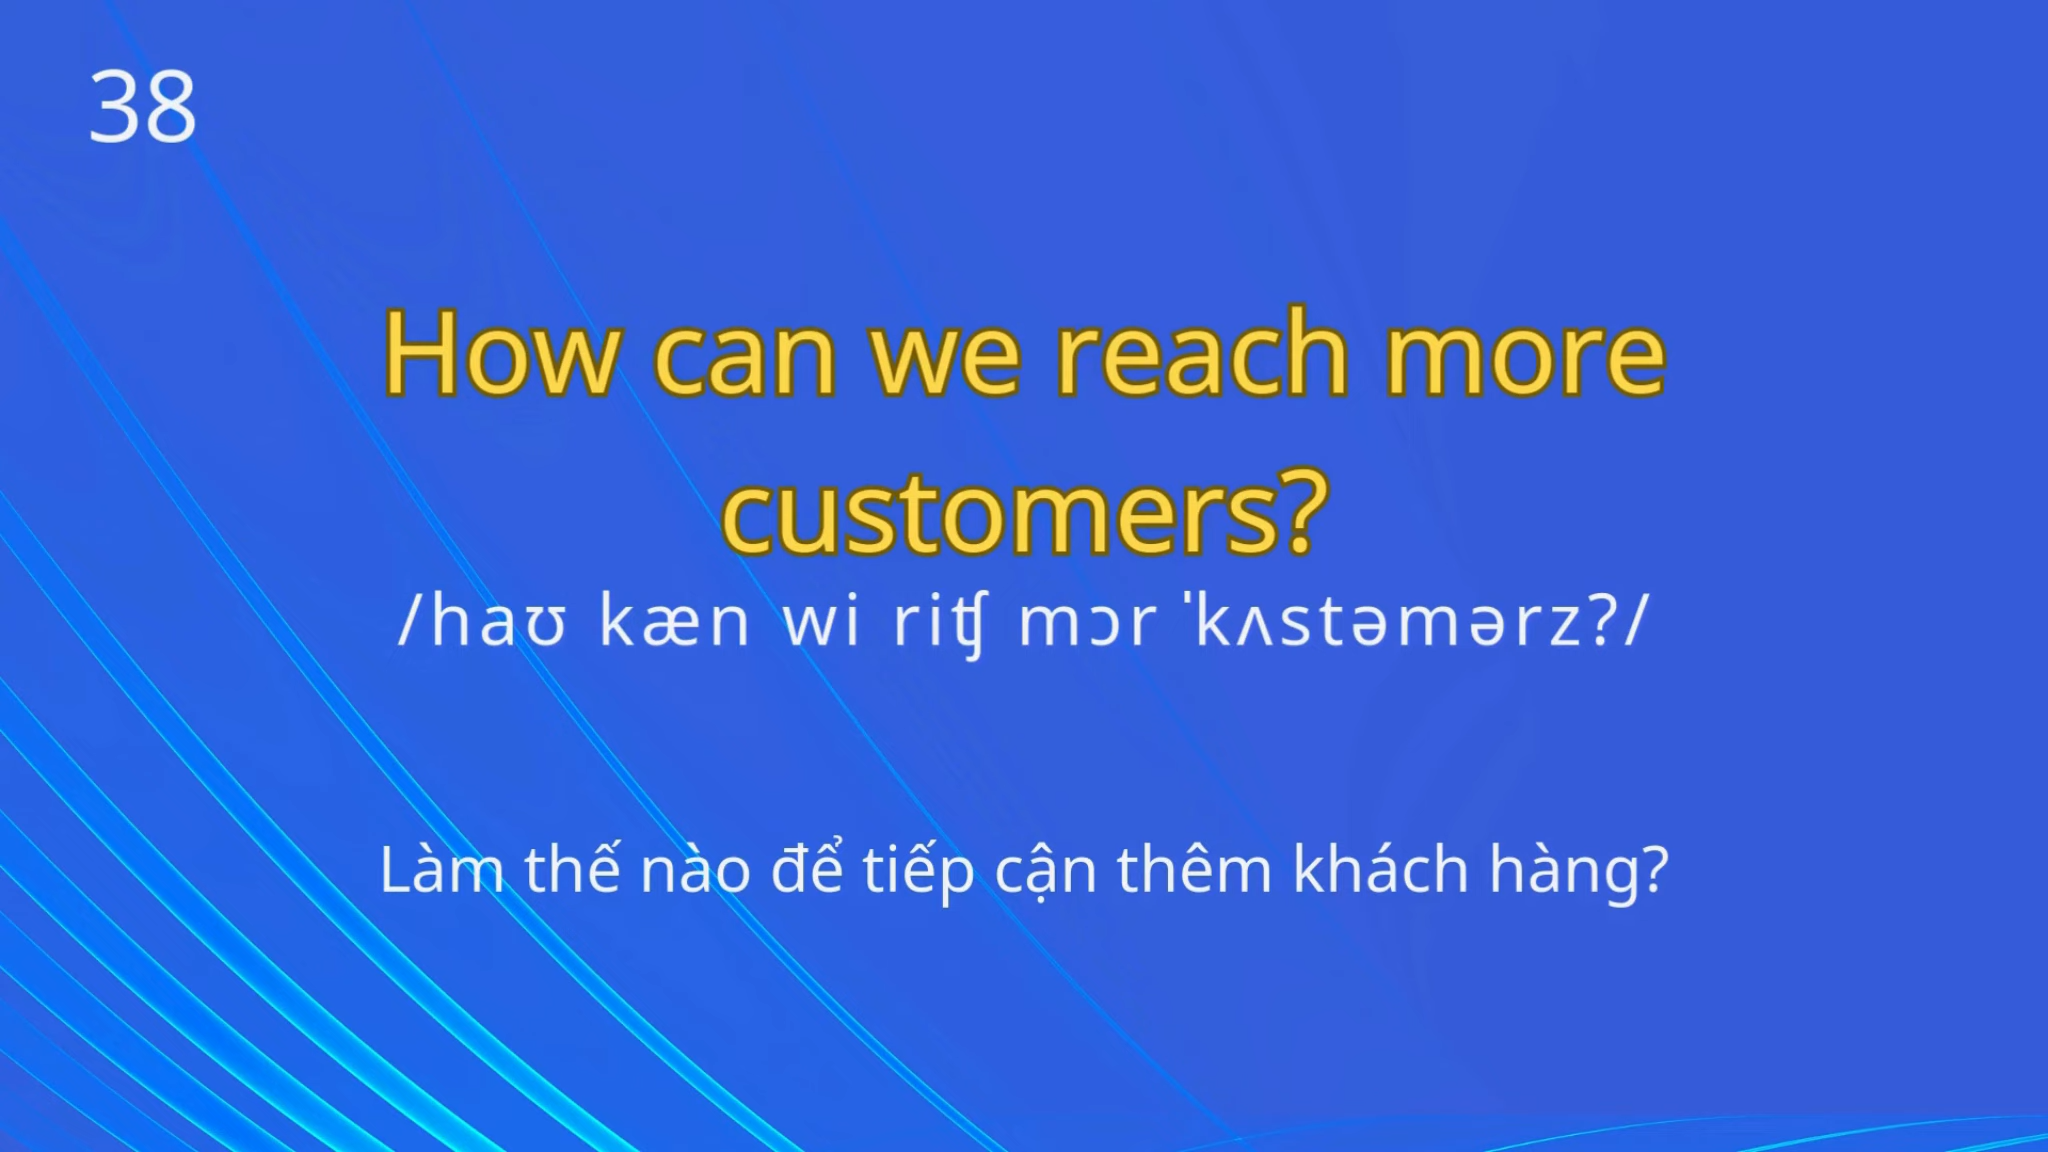 38
How can we reach more
customers?
/haʊ kæn wi riʧ mɔr ˈkʌstəmərz?/
Làm thế nào để tiếp cận thêm khách hàng?